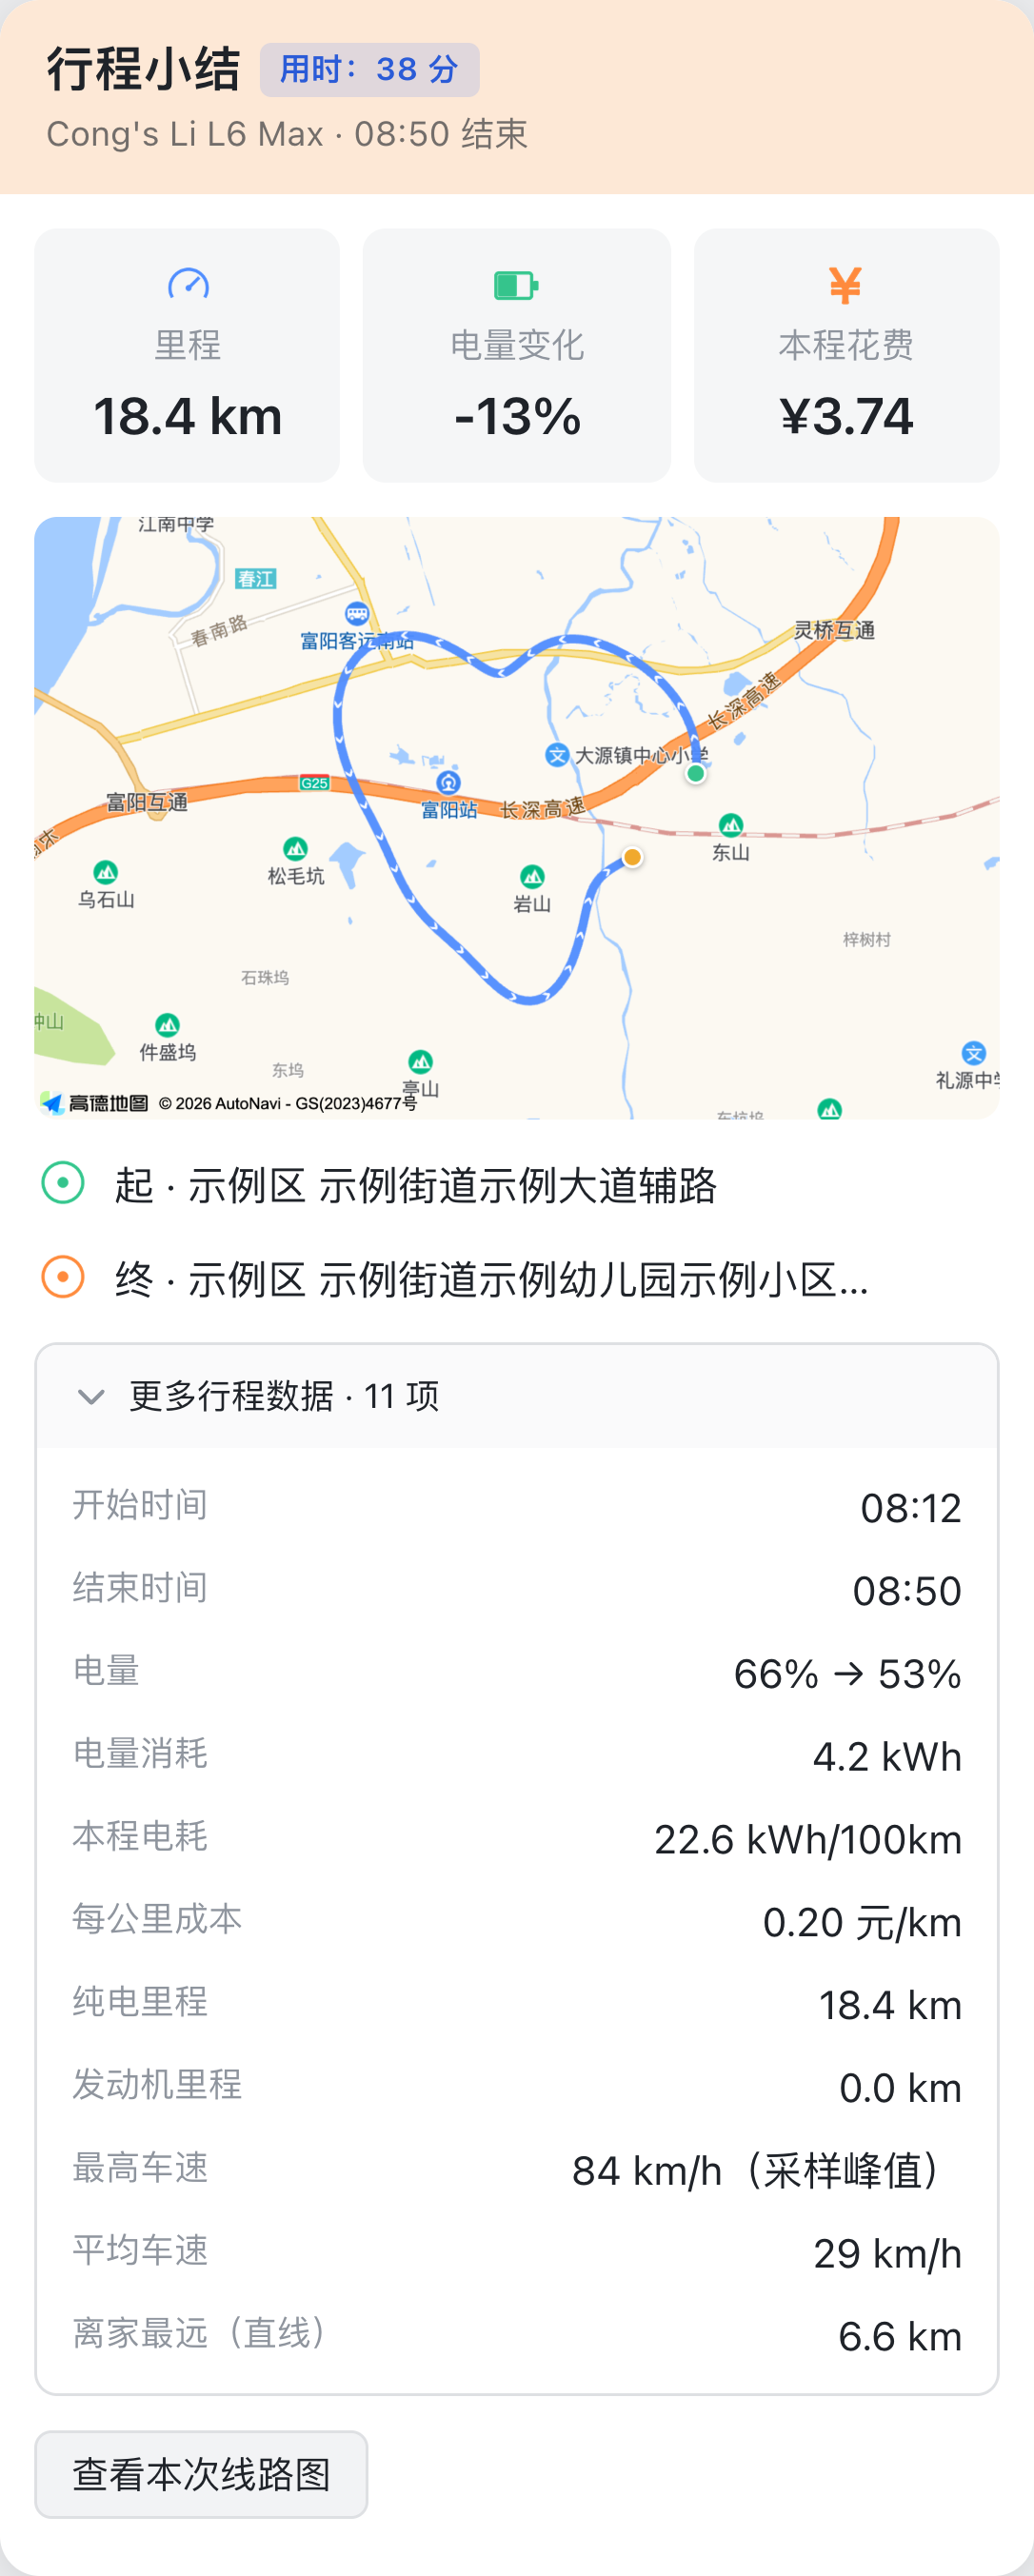 行程小结 用时：38 分
Cong's Li L6 Max · 08:50 结束
里程
18.4 km
电量变化
-13%
¥
本程花费
¥3.74
江南中学
春江
春南路
富阳客运南站
灵桥互通
长深高速
大源镇中心小学
G25
富阳互通
富阳站
长深高速
东山
松毛坞
乌石山
岩山
梓树村
石珠坞
钟山
件盛坞
东坞
亭山
礼源中学
东坑坞
高德地图 © 2026 AutoNavi - GS(2023)4677号
起 · 示例区 示例街道示例大道辅路
终 · 示例区 示例街道示例幼儿园示例小区...
更多行程数据 · 11 项
开始时间 08:12
结束时间 08:50
电量 66% → 53%
电量消耗 4.2 kWh
本程电耗 22.6 kWh/100km
每公里成本 0.20 元/km
纯电里程 18.4 km
发动机里程 0.0 km
最高车速 84 km/h（采样峰值）
平均车速 29 km/h
离家最远（直线） 6.6 km
查看本次线路图